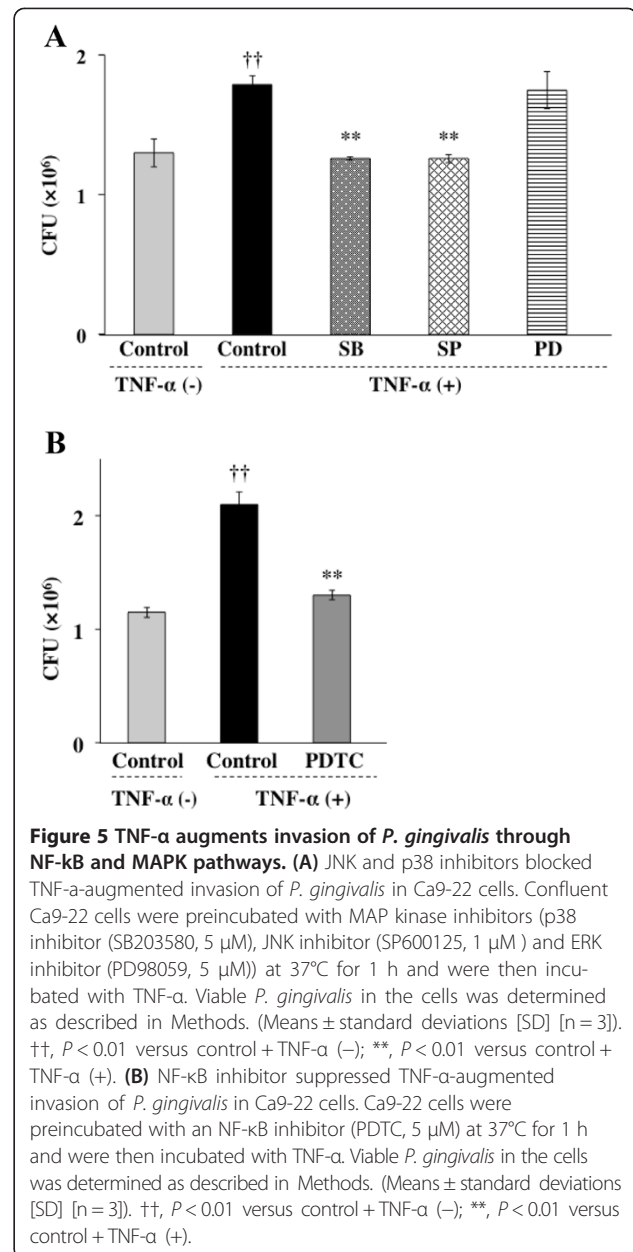 A
2
††
**
**
CFU (×10⁶)
1
0
Control Control SB SP PD
TNF-α (-) TNF-α (+)
B
††
2
**
CFU (×10⁶)
1
0
Control Control PDTC
TNF-α (-) TNF-α (+)
Figure 5 TNF-α augments invasion of P. gingivalis through
NF-kB and MAPK pathways. (A) JNK and p38 inhibitors blocked
TNF-a-augmented invasion of P. gingivalis in Ca9-22 cells. Confluent
Ca9-22 cells were preincubated with MAP kinase inhibitors (p38
inhibitor (SB203580, 5 μM), JNK inhibitor (SP600125, 1 μM ) and ERK
inhibitor (PD98059, 5 μM)) at 37°C for 1 h and were then incu-
bated with TNF-α. Viable P. gingivalis in the cells was determined
as described in Methods. (Means ± standard deviations [SD] [n = 3]).
††, P < 0.01 versus control + TNF-α (−); **, P < 0.01 versus control +
TNF-α (+). (B) NF-κB inhibitor suppressed TNF-α-augmented
invasion of P. gingivalis in Ca9-22 cells. Ca9-22 cells were
preincubated with an NF-κB inhibitor (PDTC, 5 μM) at 37°C for 1 h
and were then incubated with TNF-α. Viable P. gingivalis in the cells
was determined as described in Methods. (Means ± standard deviations
[SD] [n = 3]). ††, P < 0.01 versus control + TNF-α (−); **, P < 0.01 versus
control + TNF-α (+).